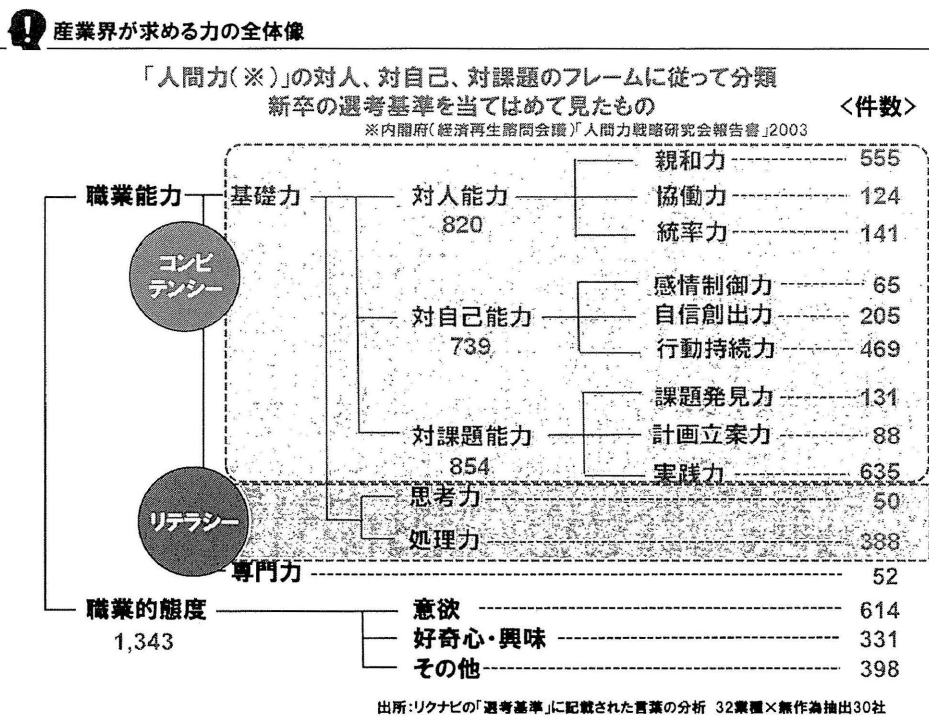 産業界が求める力の全体像
「人間力(※)」の対人、対自己、対課題のフレームに従って分類
新卒の選考基準を当てはめて見たもの
<件数>
※内閣府(経済再生諮問会議)「人間力戦略研究会報告書」2003
職業能力
基礎力
対人能力
820
親和力 555
協働力 124
統率力 141
コンピ
テンシー
対自己能力
739
感情制御力 65
自信創出力 205
行動持続力 469
対課題能力
854
課題発見力 131
計画立案力 88
実践力 635
リテラシー
思考力 50
処理力 388
専門力 52
職業的態度
1,343
意欲 614
好奇心・興味 331
その他 398
出所:リクナビの「選考基準」に記載された言葉の分析 32業種×無作為抽出30社